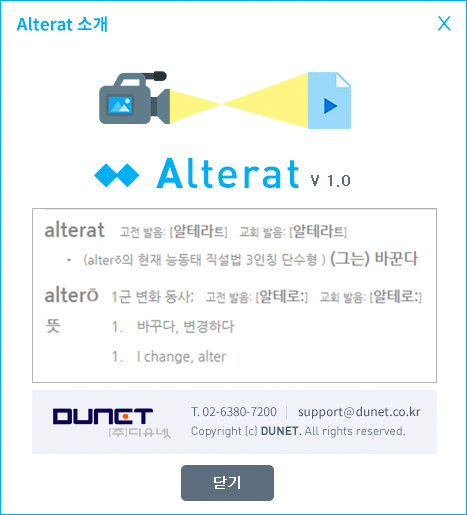 Alterat 소개
X
Alterat V 1.0
alterat 고전 발음: [알테라트] 교회 발음: [알테라트]
• (alterō의 현재 능동태 직설법 3인칭 단수형 ) (그는) 바꾼다
alterō 1군 변화 동사; 고전 발음: [알테로:] 교회 발음: [알테로:]
뜻 1. 바꾸다, 변경하다
1. I change, alter
DUNET T. 02-6380-7200 | support@dunet.co.kr
(주)디유넷 Copyright (c) DUNET. All rights reserved.
닫기